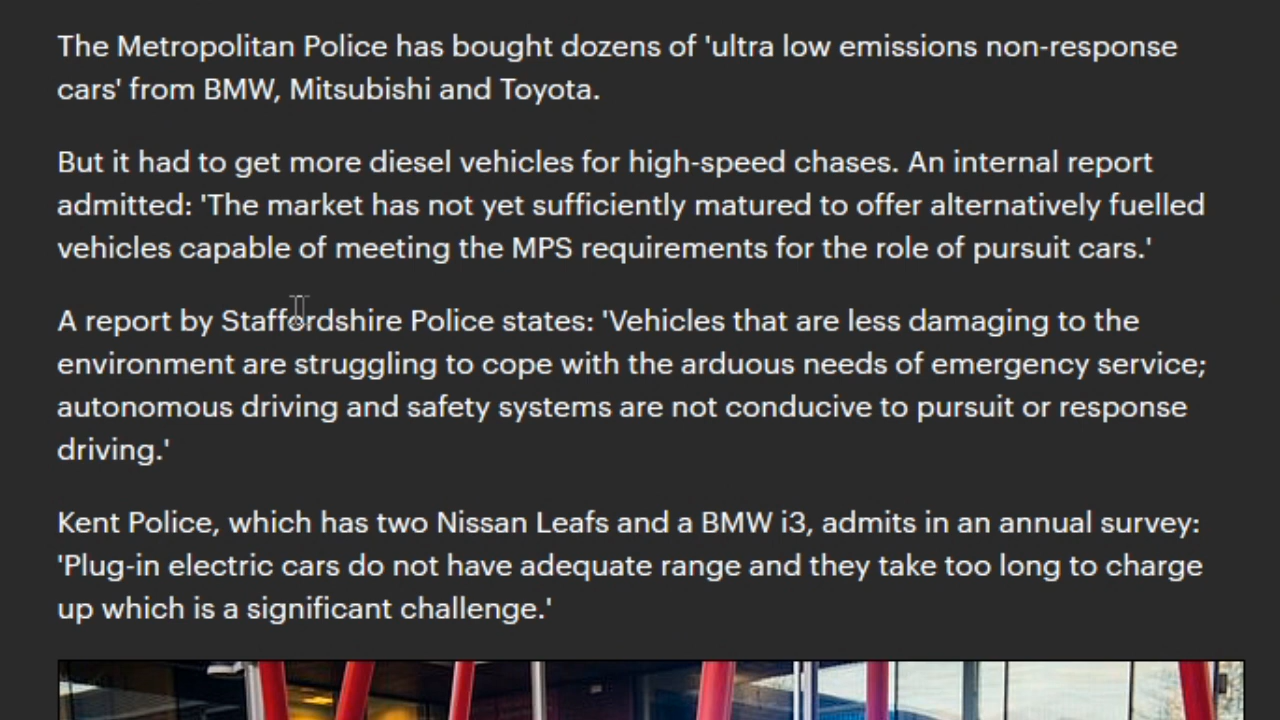 The Metropolitan Police has bought dozens of 'ultra low emissions non-response
cars' from BMW, Mitsubishi and Toyota.
But it had to get more diesel vehicles for high-speed chases. An internal report
admitted: 'The market has not yet sufficiently matured to offer alternatively fuelled
vehicles capable of meeting the MPS requirements for the role of pursuit cars.'
A report by Staffordshire Police states: 'Vehicles that are less damaging to the
environment are struggling to cope with the arduous needs of emergency service;
autonomous driving and safety systems are not conducive to pursuit or response
driving.'
Kent Police, which has two Nissan Leafs and a BMW i3, admits in an annual survey:
'Plug-in electric cars do not have adequate range and they take too long to charge
up which is a significant challenge.'